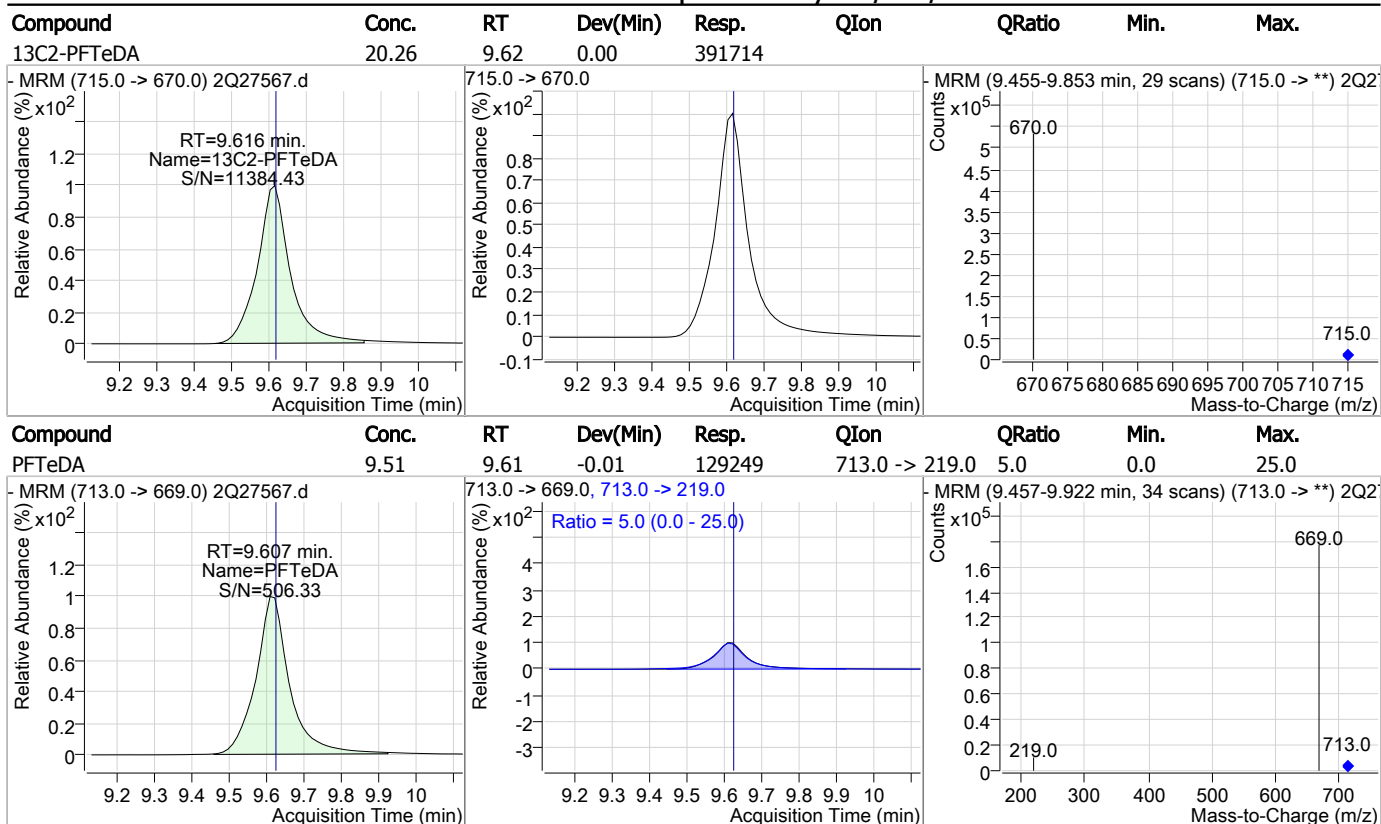 Compound Conc. RT Dev(Min) Resp. QIon QRatio Min. Max.
13C2-PFTeDA 20.26 9.62 0.00 391714
- MRM (715.0 -> 670.0) 2Q27567.d
Relative Abundance (%)
x10²
RT=9.616 min.
Name=13C2-PFTeDA
S/N=11384.43
1.2
1
0.8
0.6
0.4
0.2
0
9.2 9.3 9.4 9.5 9.6 9.7 9.8 9.9 10
Acquisition Time (min)
715.0 -> 670.0
Relative Abundance (%)
x10²
0.8
0.7
0.6
0.5
0.4
0.3
0.2
0.1
0
-0.1
9.2 9.3 9.4 9.5 9.6 9.7 9.8 9.9 10
Acquisition Time (min)
- MRM (9.455-9.853 min, 29 scans) (715.0 -> **) 2Q2
Counts
x10⁵
670.0
5
4.5
4
3.5
3
2.5
2
1.5
1
0.5
0
715.0
670 675 680 685 690 695 700 705 710 715
Mass-to-Charge (m/z)
Compound Conc. RT Dev(Min) Resp. QIon QRatio Min. Max.
PFTeDA 9.51 9.61 -0.01 129249 713.0 -> 219.0 5.0 0.0 25.0
- MRM (713.0 -> 669.0) 2Q27567.d
Relative Abundance (%)
x10²
RT=9.607 min.
Name=PFTeDA
S/N=506.33
1.2
1
0.8
0.6
0.4
0.2
0
9.2 9.3 9.4 9.5 9.6 9.7 9.8 9.9 10
Acquisition Time (min)
713.0 -> 669.0, 713.0 -> 219.0
Relative Abundance (%)
x10²
Ratio = 5.0 (0.0 - 25.0)
4
3
2
1
0
-1
-2
-3
9.2 9.3 9.4 9.5 9.6 9.7 9.8 9.9 10
Acquisition Time (min)
- MRM (9.457-9.922 min, 34 scans) (713.0 -> **) 2Q2
Counts
x10⁵
669.0
1.6
1.4
1.2
1
0.8
0.6
0.4
0.2
0
219.0
713.0
200 300 400 500 600 700
Mass-to-Charge (m/z)